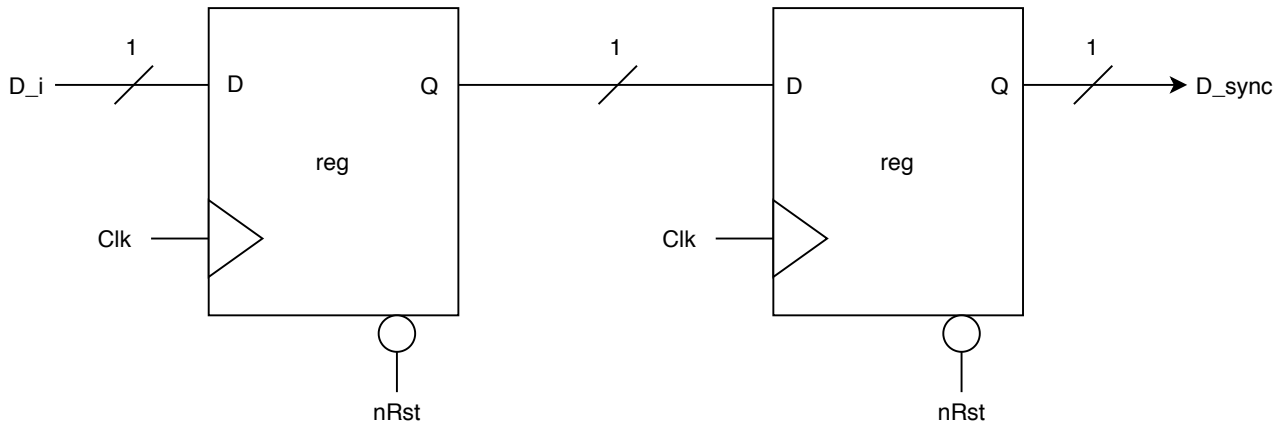 1 1 1
D_i D Q D Q D_sync
reg reg
Clk Clk
nRst nRst